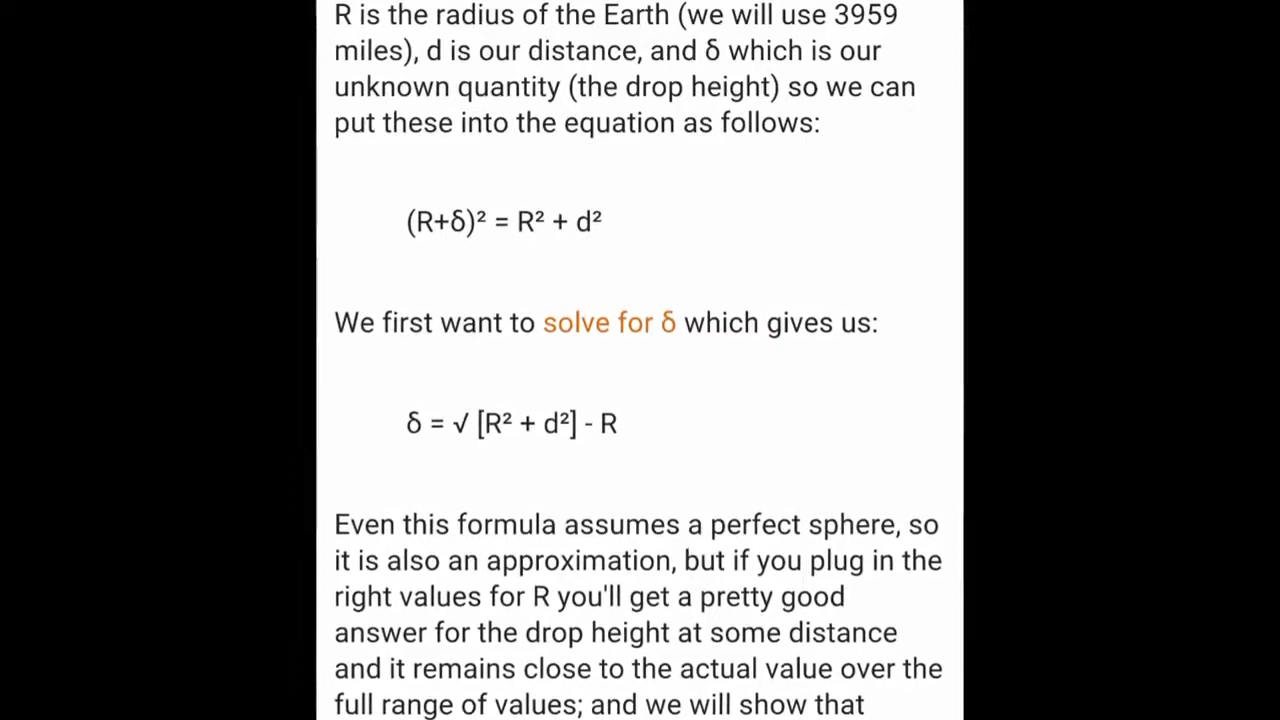 R is the radius of the Earth (we will use 3959
miles), d is our distance, and δ which is our
unknown quantity (the drop height) so we can
put these into the equation as follows:
(R+δ)² = R² + d²
We first want to solve for δ which gives us:
δ = √ [R² + d²] - R
Even this formula assumes a perfect sphere, so
it is also an approximation, but if you plug in the
right values for R you'll get a pretty good
answer for the drop height at some distance
and it remains close to the actual value over the
full range of values; and we will show that